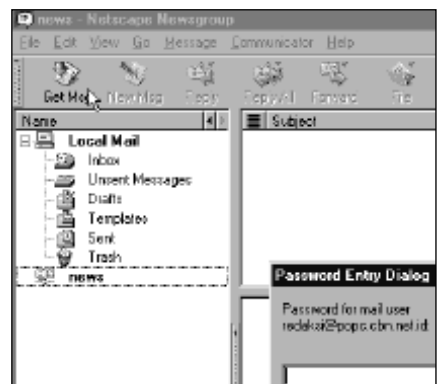 news - Netscape Newsgroup
File Edit View Go Message Communicator Help
Get Msg New Msg Reply Reply All Forward File
Name Subject
Local Mail
Inbox
Unsent Messages
Drafts
Templates
Sent
Trash
news
Password Entry Dialog
Password for mail user
redaksi@pops.cbn.net.id: